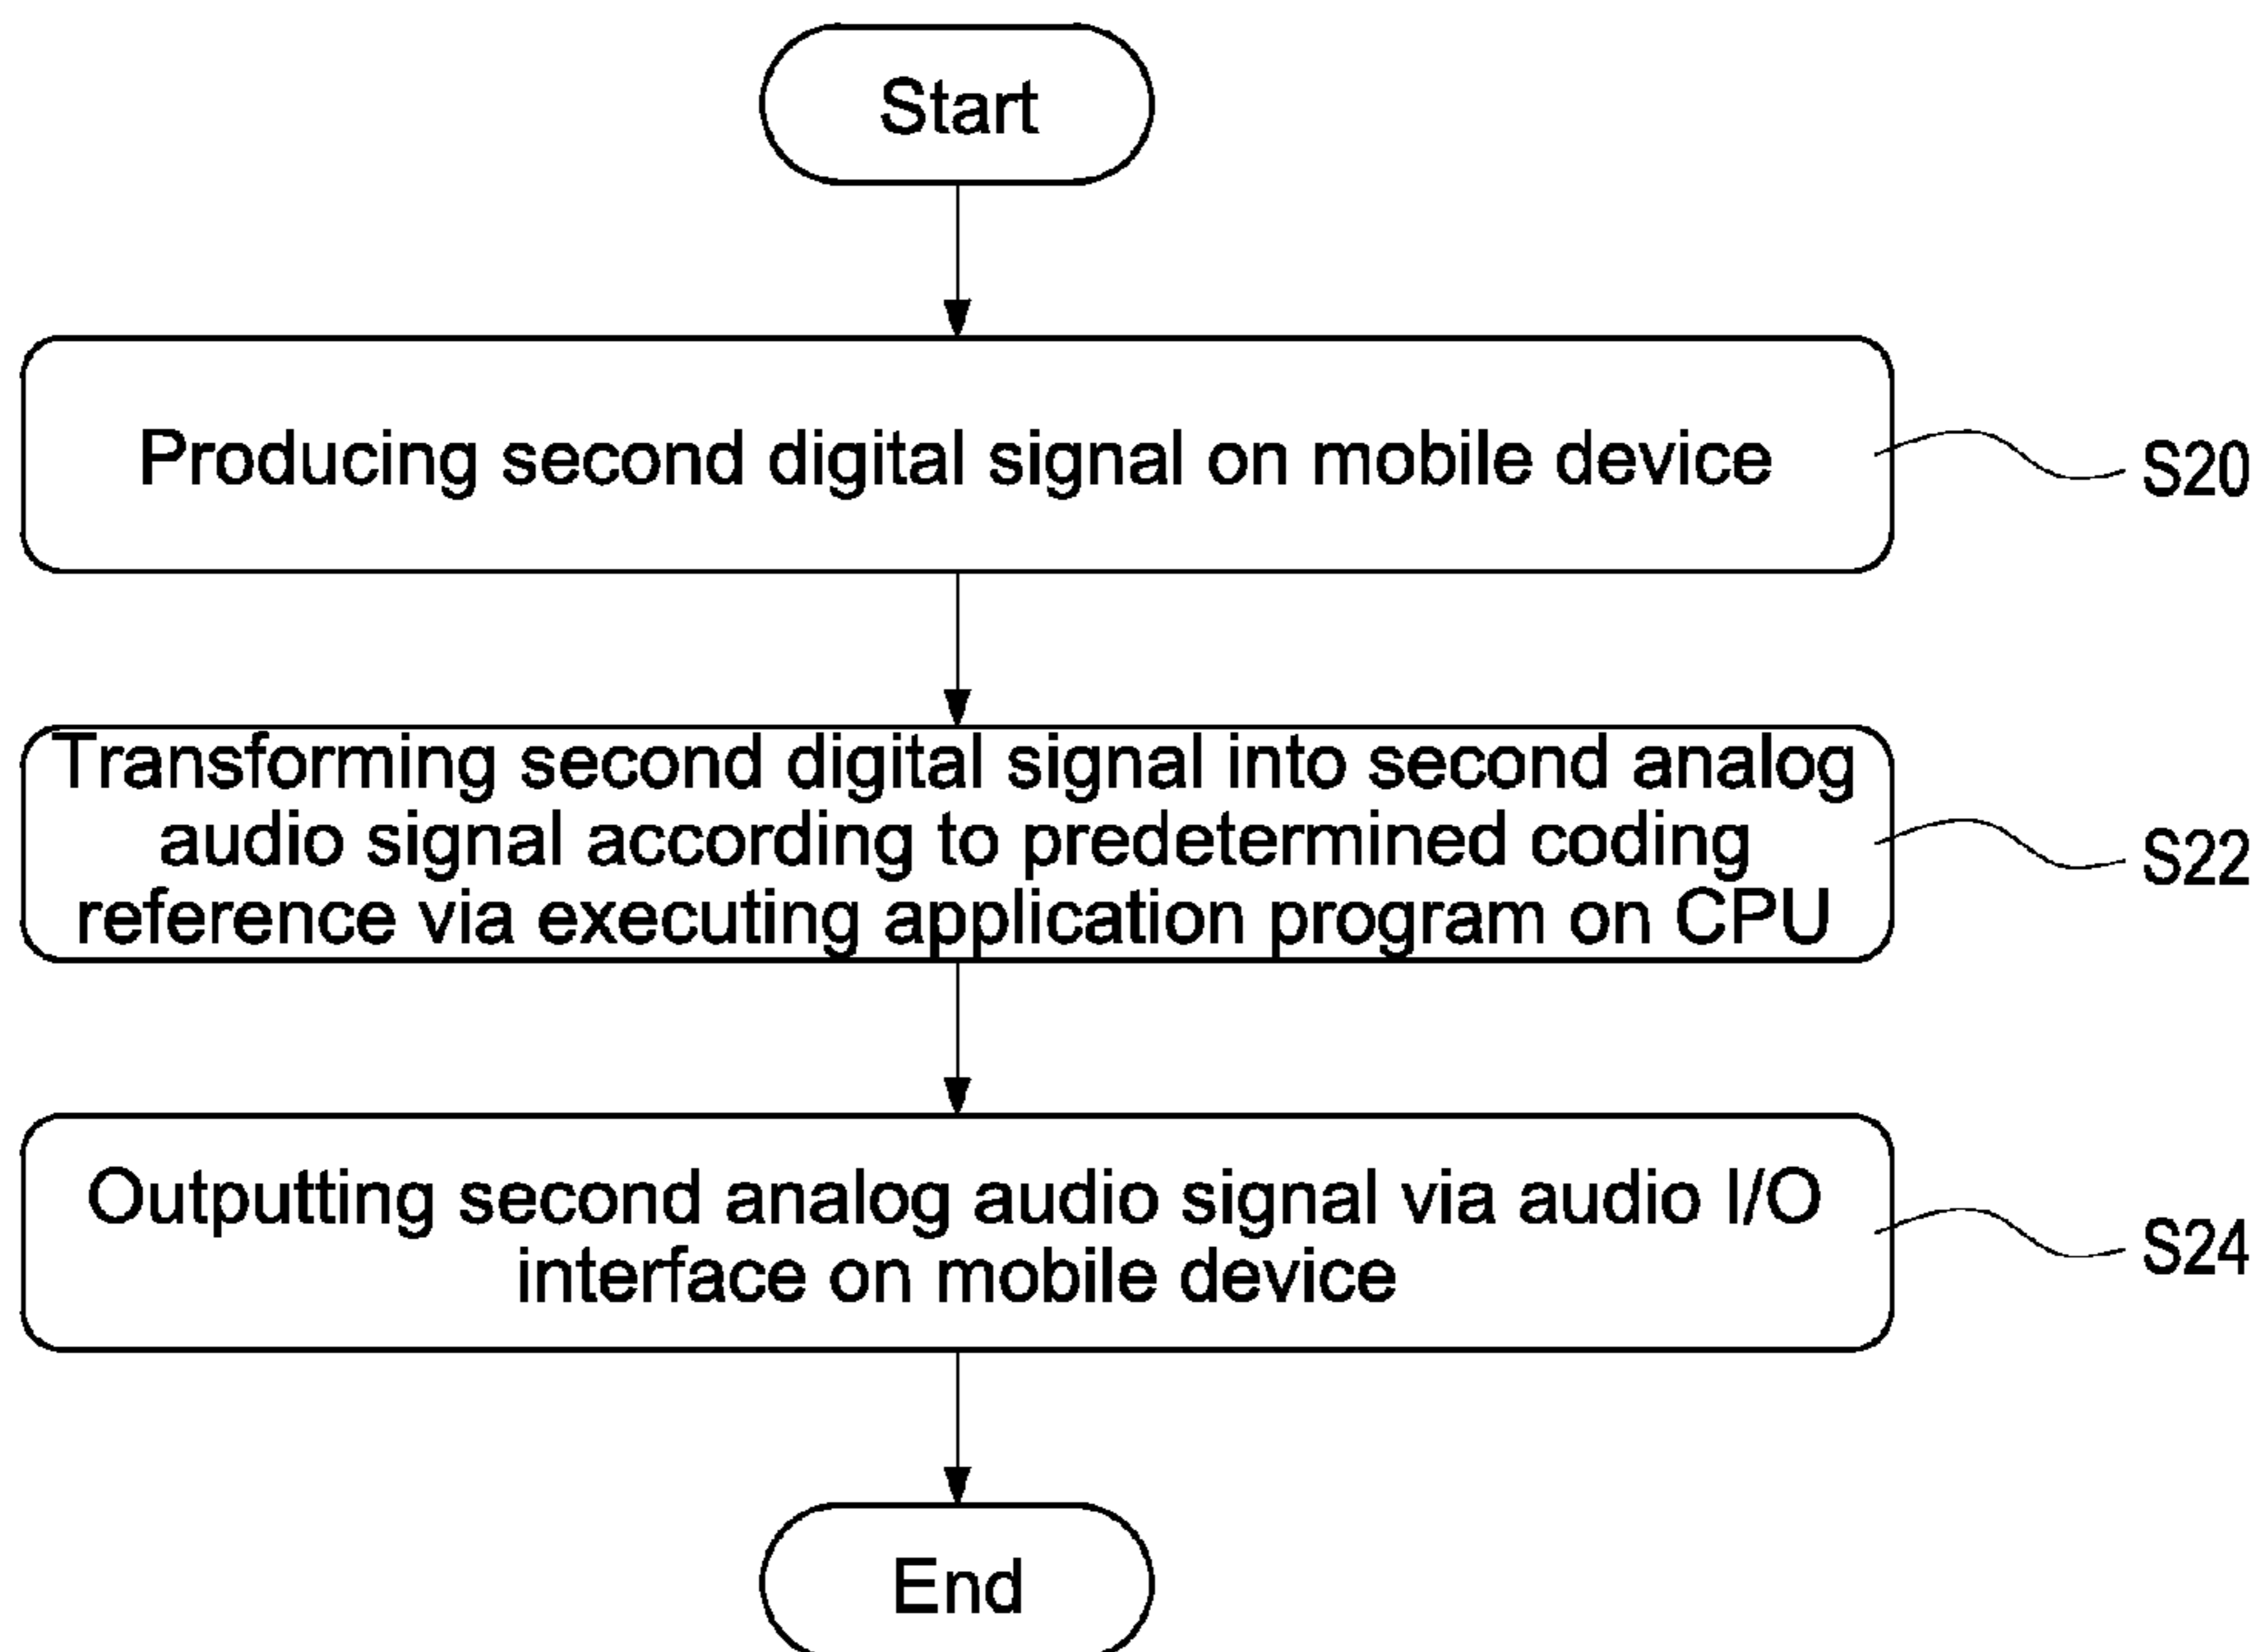 Start
Producing second digital signal on mobile device
S20
Transforming second digital signal into second analog
audio signal according to predetermined coding
reference via executing application program on CPU
S22
Outputting second analog audio signal via audio I/O
interface on mobile device
S24
End